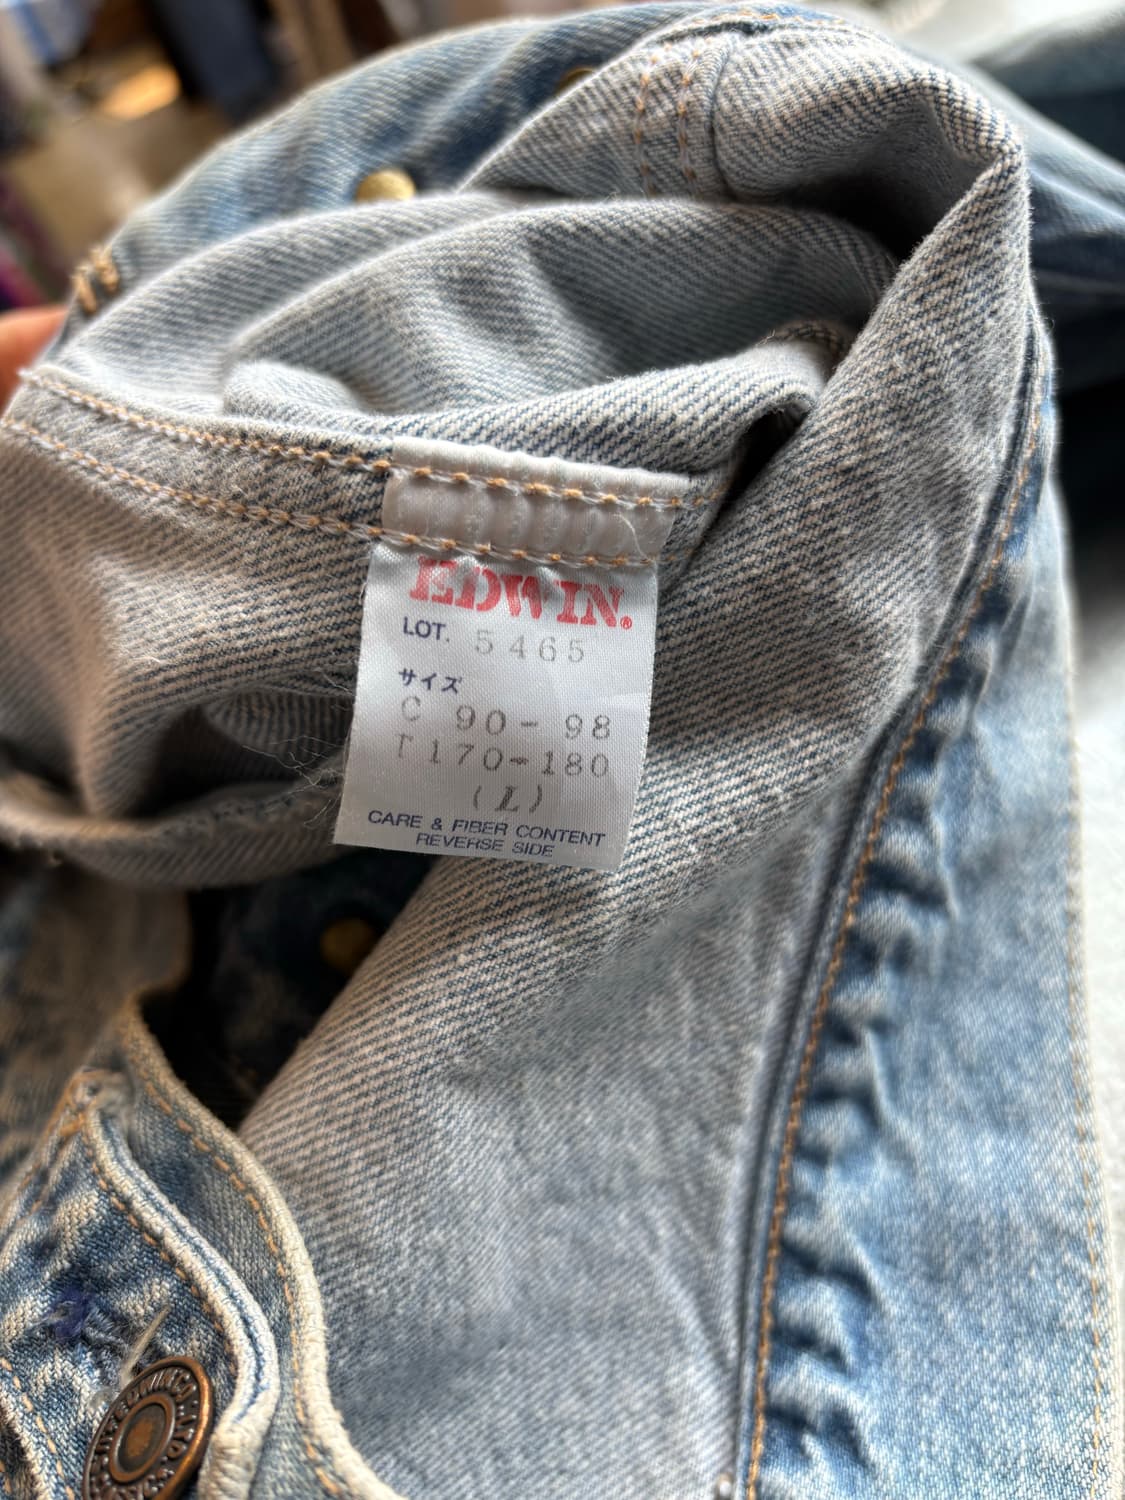 EDWIN®
LOT. 5465
サイズ
C 90-98
T170-180
(L)
CARE & FIBER CONTENT
REVERSE SIDE